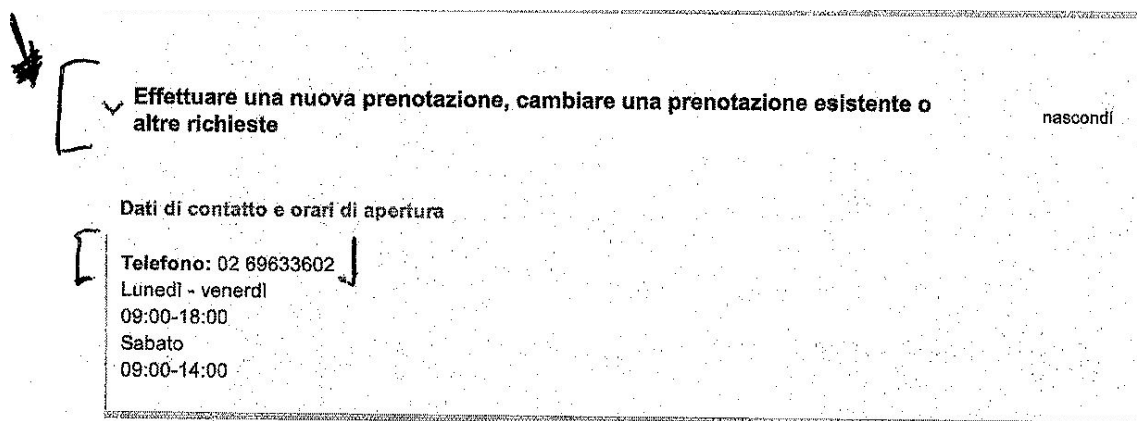 Effettuare una nuova prenotazione, cambiare una prenotazione esistente o
altre richieste
nascondi
Dati di contatto e orari di apertura
Telefono: 02 69633602
Lunedì - venerdì
09:00-18:00
Sabato
09:00-14:00